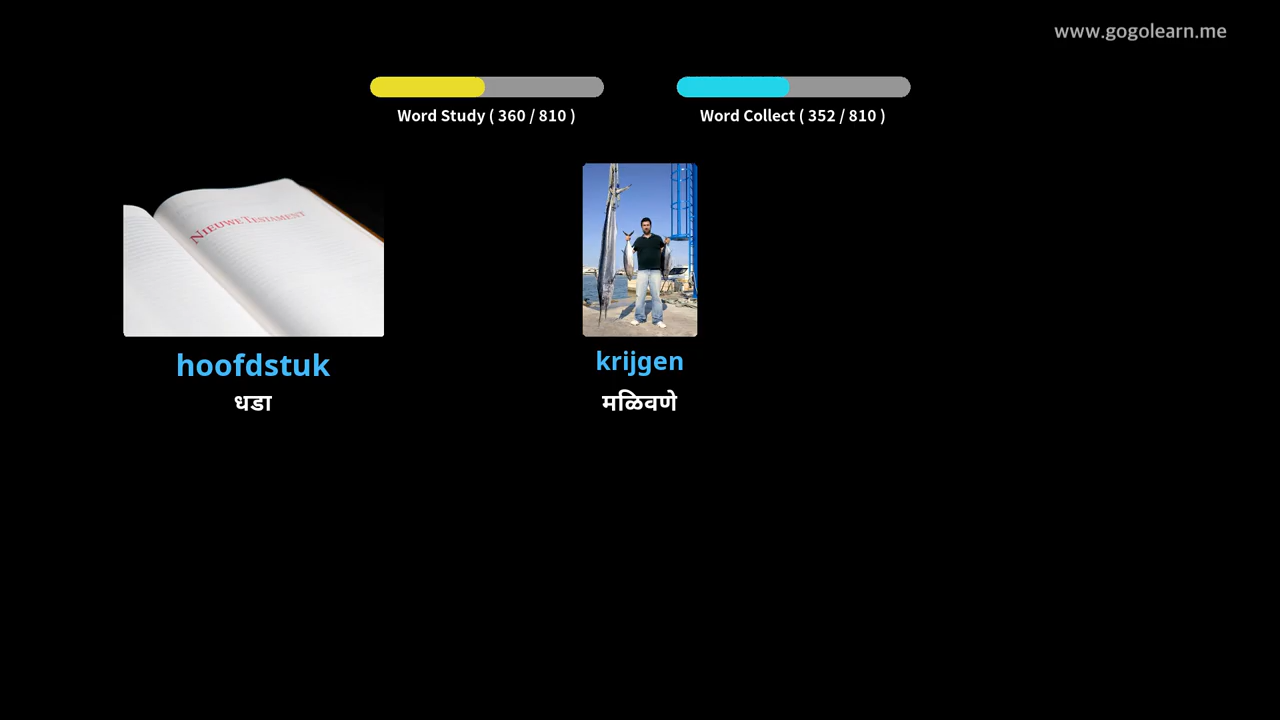 www.gogolearn.me
Word Study ( 360 / 810 )
Word Collect ( 352 / 810 )
NIEUWE TESTAMENT
hoofdstuk
धडा
krijgen
मळिवणे